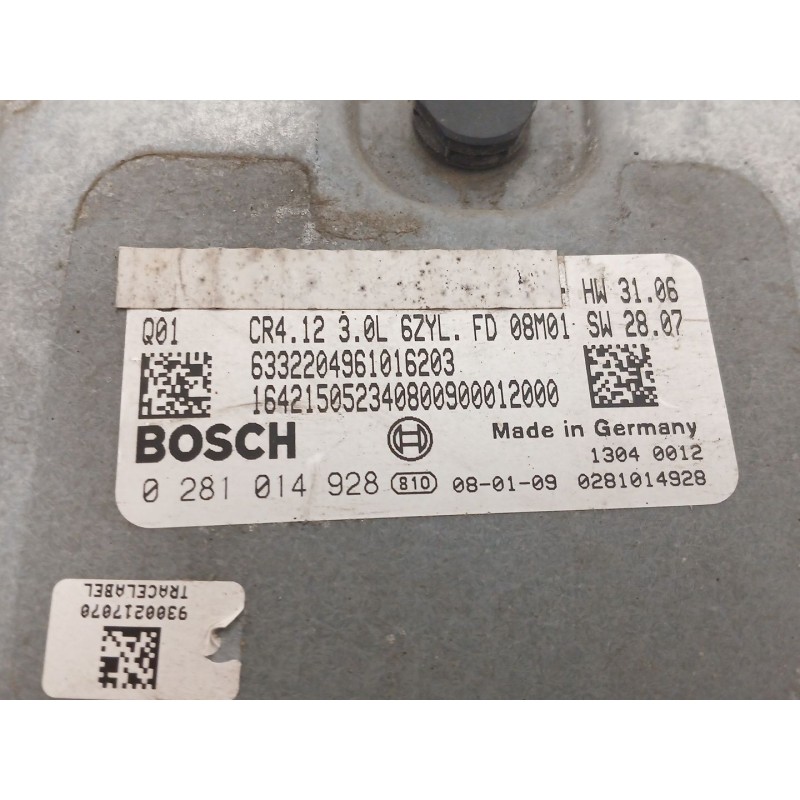 HW 31.06
Q01 CR4.12 3.0L 6ZYL. FD 08M01 SW 28.07
6332204961016203
164215052340800900012000
BOSCH Made in Germany
1304 0012
0 281 014 928 810 08-01-09 0281014928
9300217070
TRACELABEL